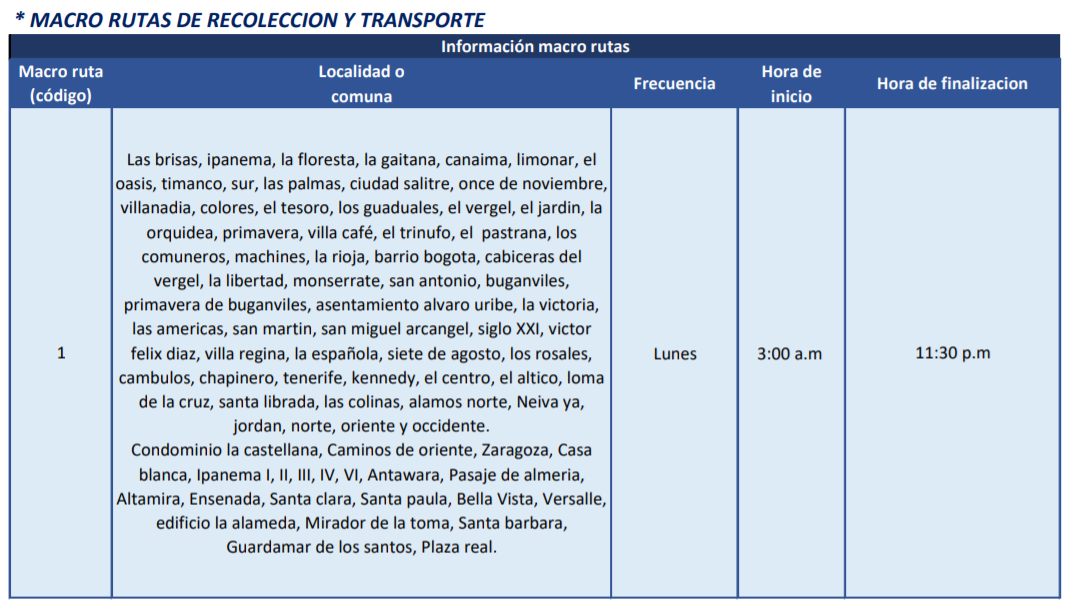 * MACRO RUTAS DE RECOLECCION Y TRANSPORTE
Información macro rutas
Macro ruta
(código)
Localidad o
comuna
Frecuencia
Hora de
inicio
Hora de finalizacion
1
Las brisas, ipanema, la floresta, la gaitana, canaima, limonar, el
oasis, timanco, sur, las palmas, ciudad salitre, once de noviembre,
villanadia, colores, el tesoro, los guaduales, el vergel, el jardin, la
orquidea, primavera, villa café, el trinufo, el  pastrana, los
comuneros, machines, la rioja, barrio bogota, cabiceras del
vergel, la libertad, monserrate, san antonio, buganviles,
primavera de buganviles, asentamiento alvaro uribe, la victoria,
las americas, san martin, san miguel arcangel, siglo XXI, victor
felix diaz, villa regina, la española, siete de agosto, los rosales,
cambulos, chapinero, tenerife, kennedy, el centro, el altico, loma
de la cruz, santa librada, las colinas, alamos norte, Neiva ya,
jordan, norte, oriente y occidente.
Condominio la castellana, Caminos de oriente, Zaragoza, Casa
blanca, Ipanema I, II, III, IV, VI, Antawara, Pasaje de almeria,
Altamira, Ensenada, Santa clara, Santa paula, Bella Vista, Versalle,
edificio la alameda, Mirador de la toma, Santa barbara,
Guardamar de los santos, Plaza real.
Lunes
3:00 a.m
11:30 p.m